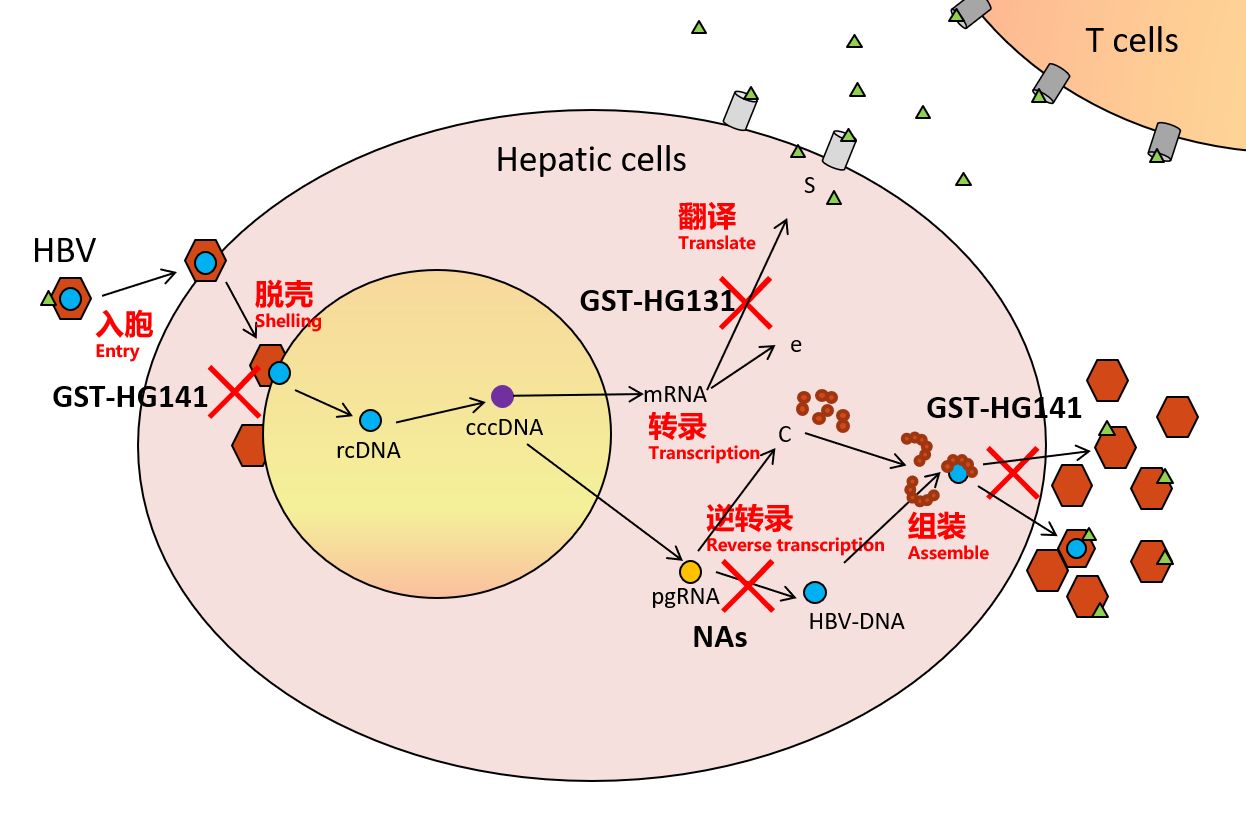 T cells
Hepatic cells
S
翻译
Translate
HBV
入胞
Entry
脱壳
Shelling
GST-HG131
e
GST-HG141
mRNA
转录
Transcription
rcDNA
cccDNA
C
GST-HG141
组装
Assemble
逆转录
Reverse transcription
pgRNA
HBV-DNA
NAs